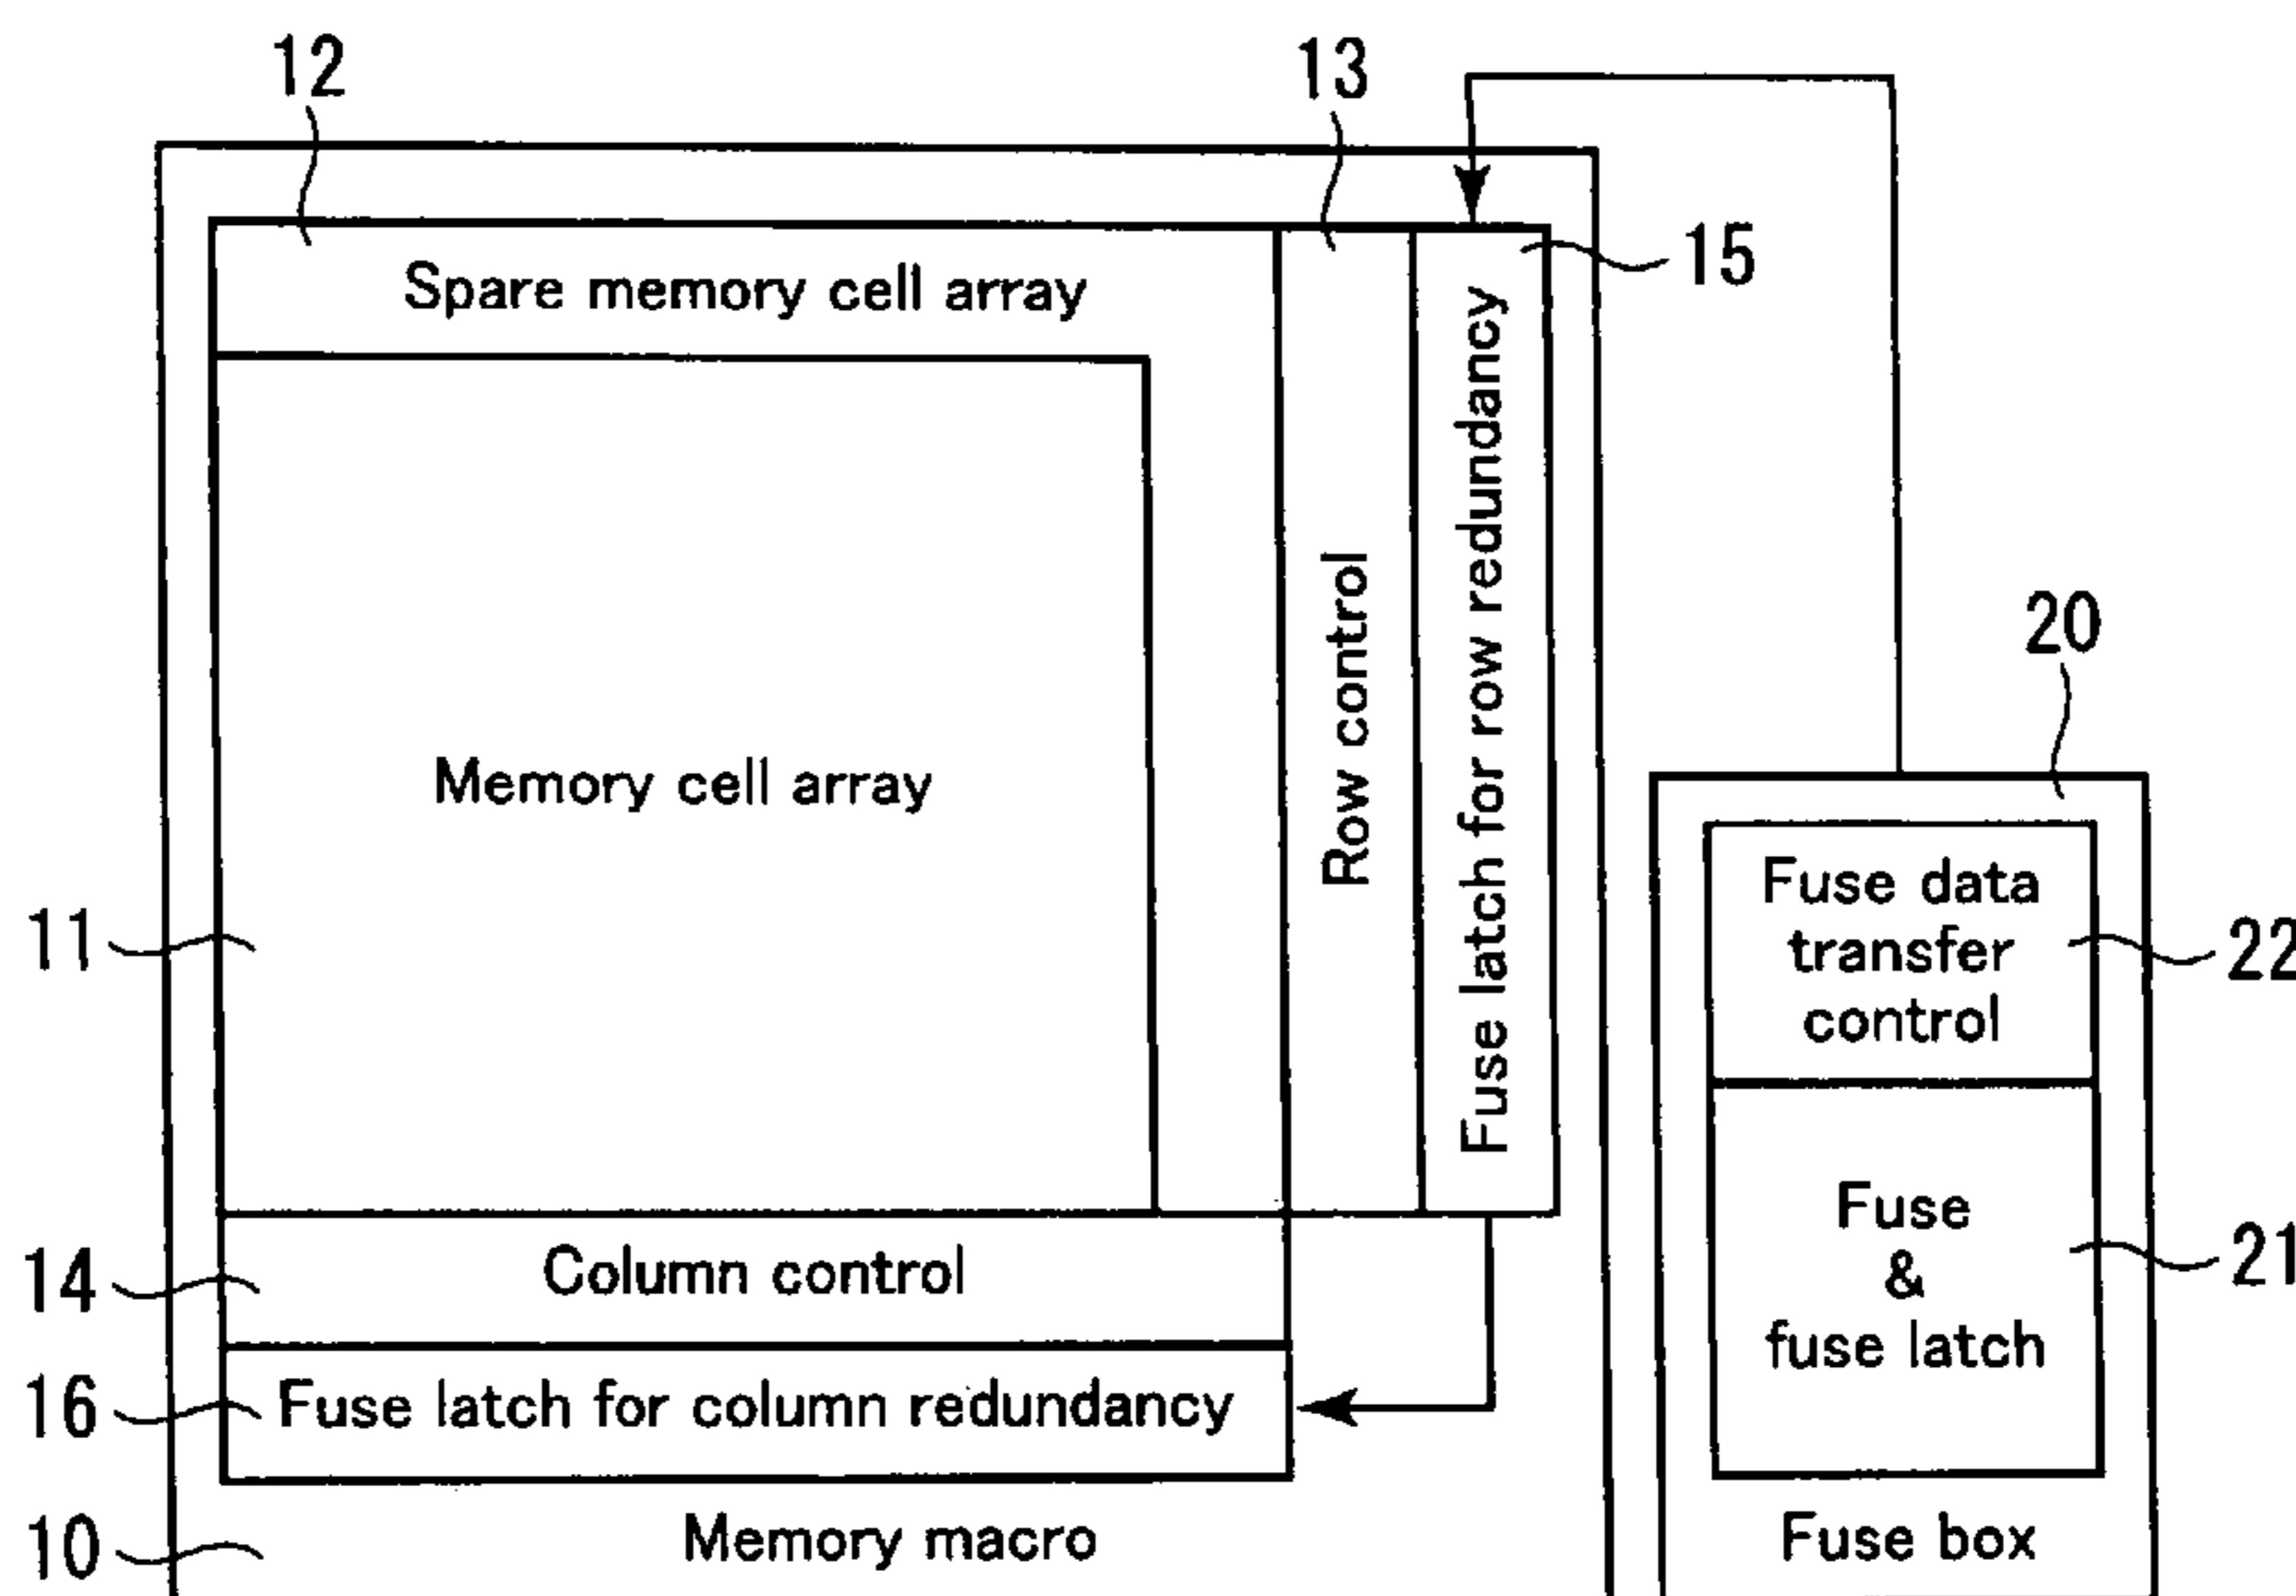 12
13
15
Spare memory cell array
Fuse latch for row redundancy
Row control
20
Memory cell array
Fuse data
transfer
control
11
22
Fuse
&
fuse latch
21
14
Column control
16
Fuse latch for column redundancy
10
Memory macro
Fuse box